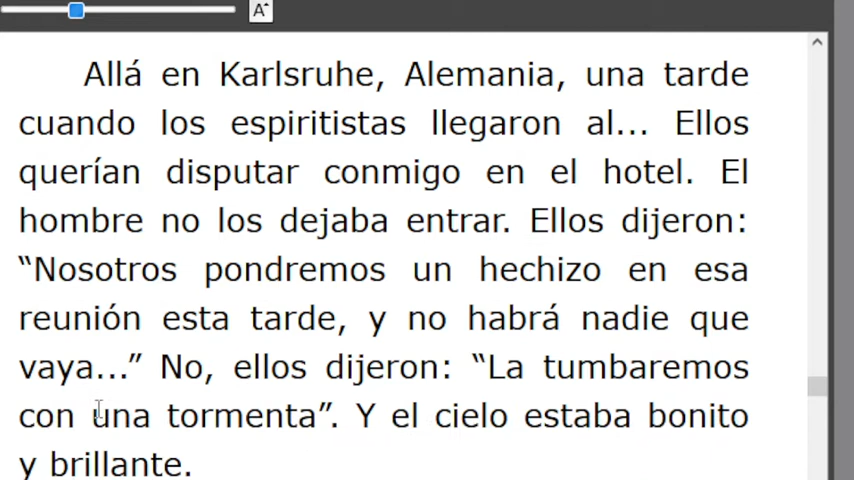 A
Allá en Karlsruhe, Alemania, una tarde
cuando los espiritistas llegaron al... Ellos
querían disputar conmigo en el hotel. El
hombre no los dejaba entrar. Ellos dijeron:
“Nosotros pondremos un hechizo en esa
reunión esta tarde, y no habrá nadie que
vaya...” No, ellos dijeron: “La tumbaremos
con una tormenta”. Y el cielo estaba bonito
y brillante.